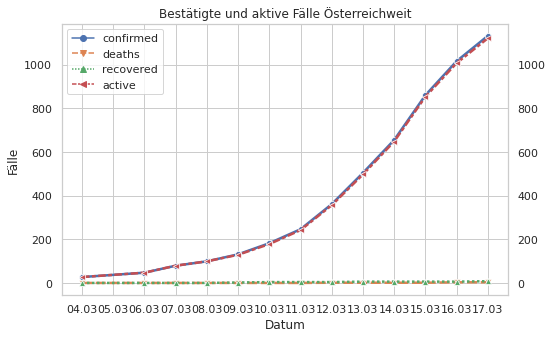 Bestätigte und aktive Fälle Österreichweit
confirmed
deaths
recovered
active
1000 1000
800 800
600 600
400 400
200 200
0 0
Fälle
04.03 05.03 06.03 07.03 08.03 09.03 10.03 11.03 12.03 13.03 14.03 15.03 16.03 17.03
Datum